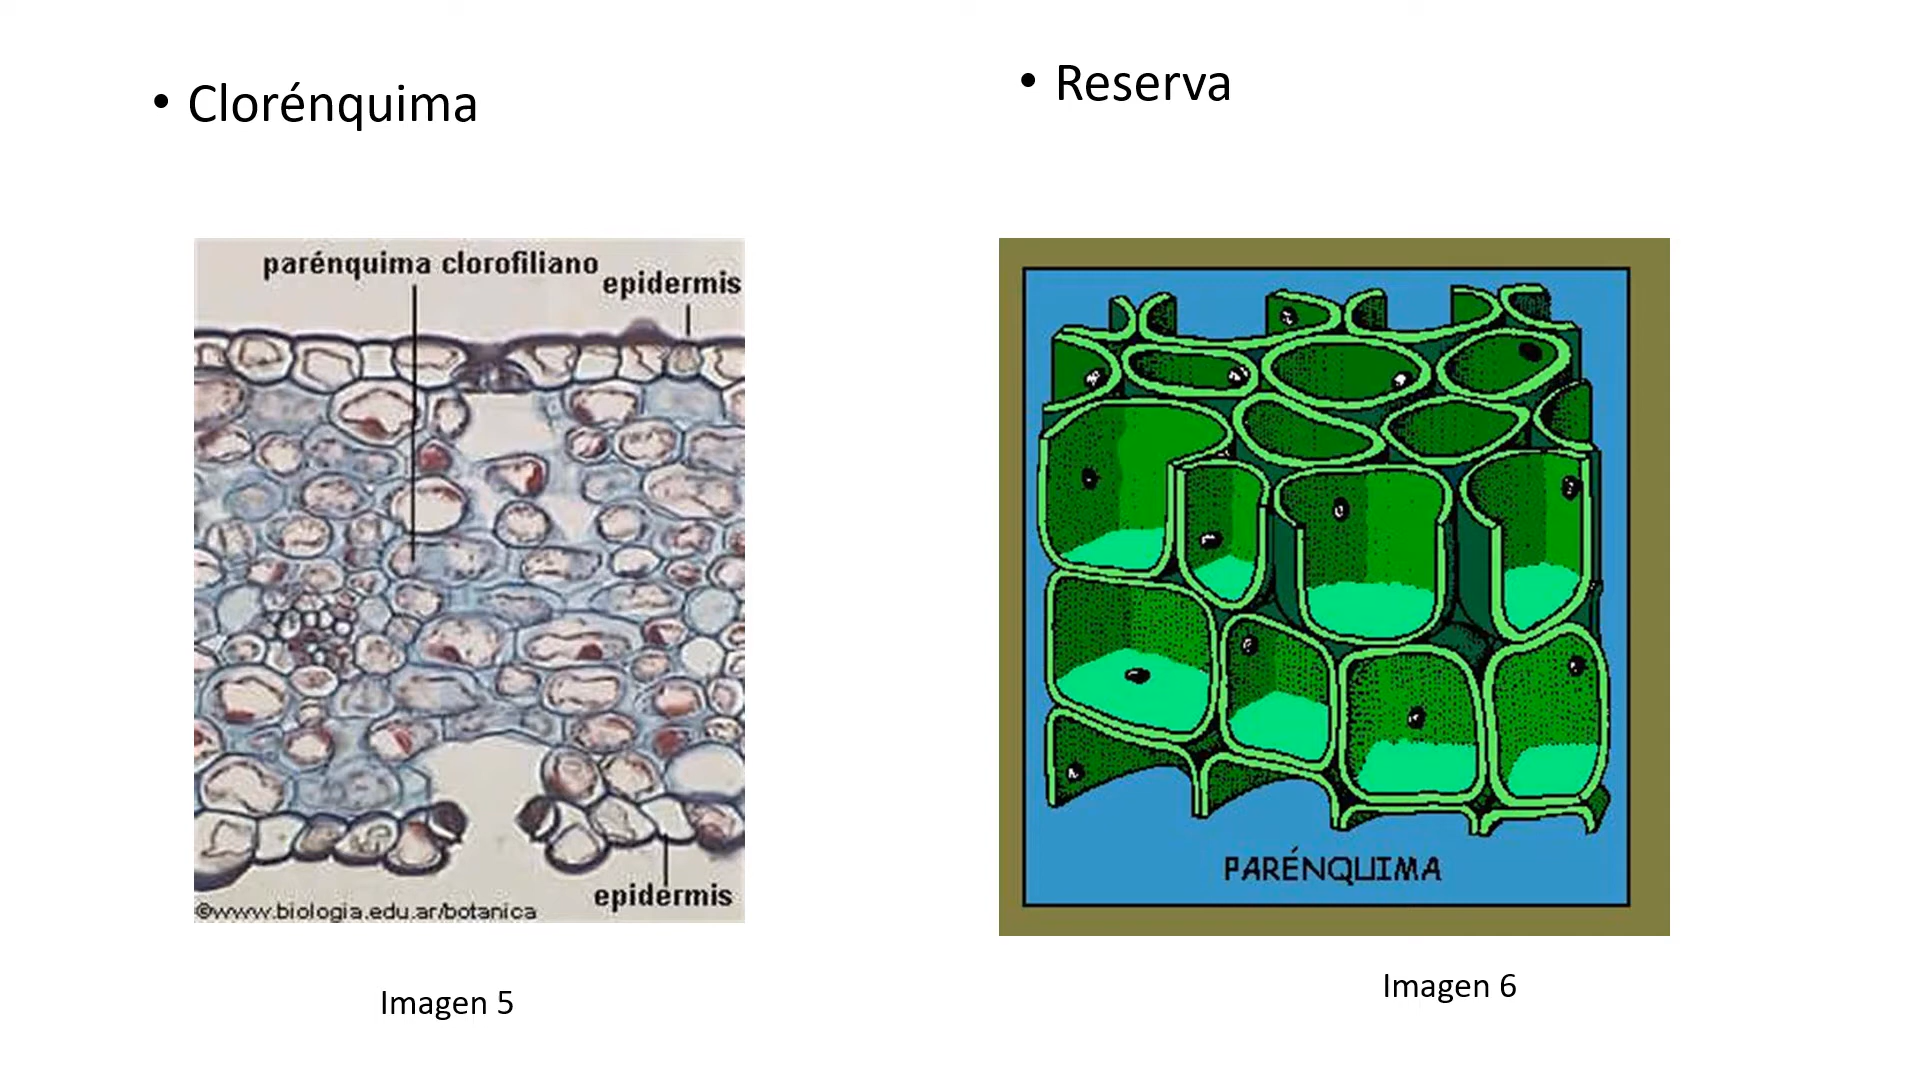 • Clorénquima
parénquima clorofiliano
epidermis
epidermis
©www.biologia.edu.ar/botanica
Imagen 5
• Reserva
PARÉNQUIMA
Imagen 6